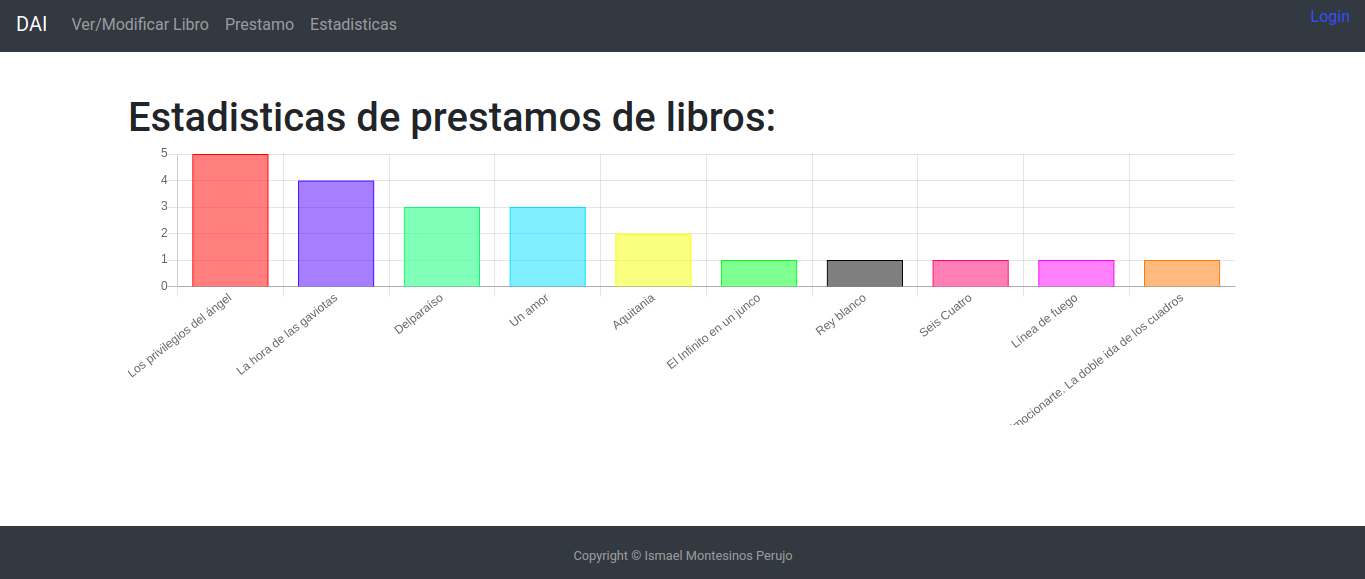 DAI Ver/Modificar Libro Prestamo Estadisticas Login
Estadisticas de prestamos de libros:
5
4
3
2
1
0
Los privilegios del ángel
La hora de las gaviotas
Delparaíso
Un amor
Aquitania
El Infinito en un junco
Rey blanco
Seis Cuatro
Línea de fuego
La doble ida de los cuadros
Copyright © Ismael Montesinos Perujo